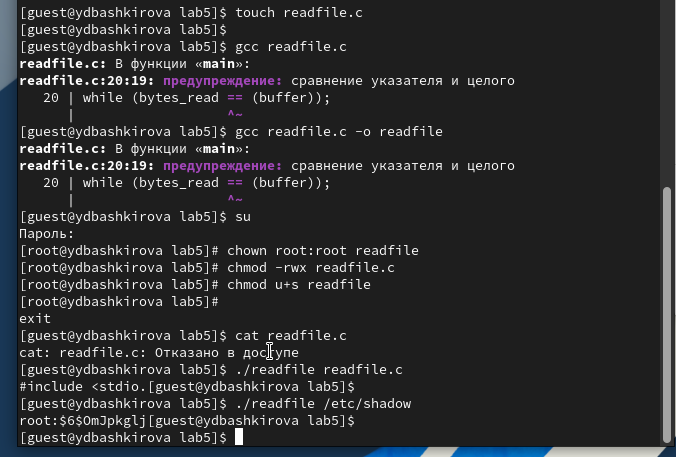 [guest@ydbashkirova lab5]$ touch readfile.c
[guest@ydbashkirova lab5]$
[guest@ydbashkirova lab5]$ gcc readfile.c
readfile.c: В функции «main»:
readfile.c:20:19: предупреждение: сравнение указателя и целого
   20 | while (bytes_read == (buffer));
      |                   ^~
[guest@ydbashkirova lab5]$ gcc readfile.c -o readfile
readfile.c: В функции «main»:
readfile.c:20:19: предупреждение: сравнение указателя и целого
   20 | while (bytes_read == (buffer));
      |                   ^~
[guest@ydbashkirova lab5]$ su
Пароль:
[root@ydbashkirova lab5]# chown root:root readfile
[root@ydbashkirova lab5]# chmod -rwx readfile.c
[root@ydbashkirova lab5]# chmod u+s readfile
[root@ydbashkirova lab5]#
exit
[guest@ydbashkirova lab5]$ cat readfile.c
cat: readfile.c: Отказано в доступе
[guest@ydbashkirova lab5]$ ./readfile readfile.c
#include <stdio.[guest@ydbashkirova lab5]$
[guest@ydbashkirova lab5]$ ./readfile /etc/shadow
root:$6$OmJpkglj[guest@ydbashkirova lab5]$
[guest@ydbashkirova lab5]$